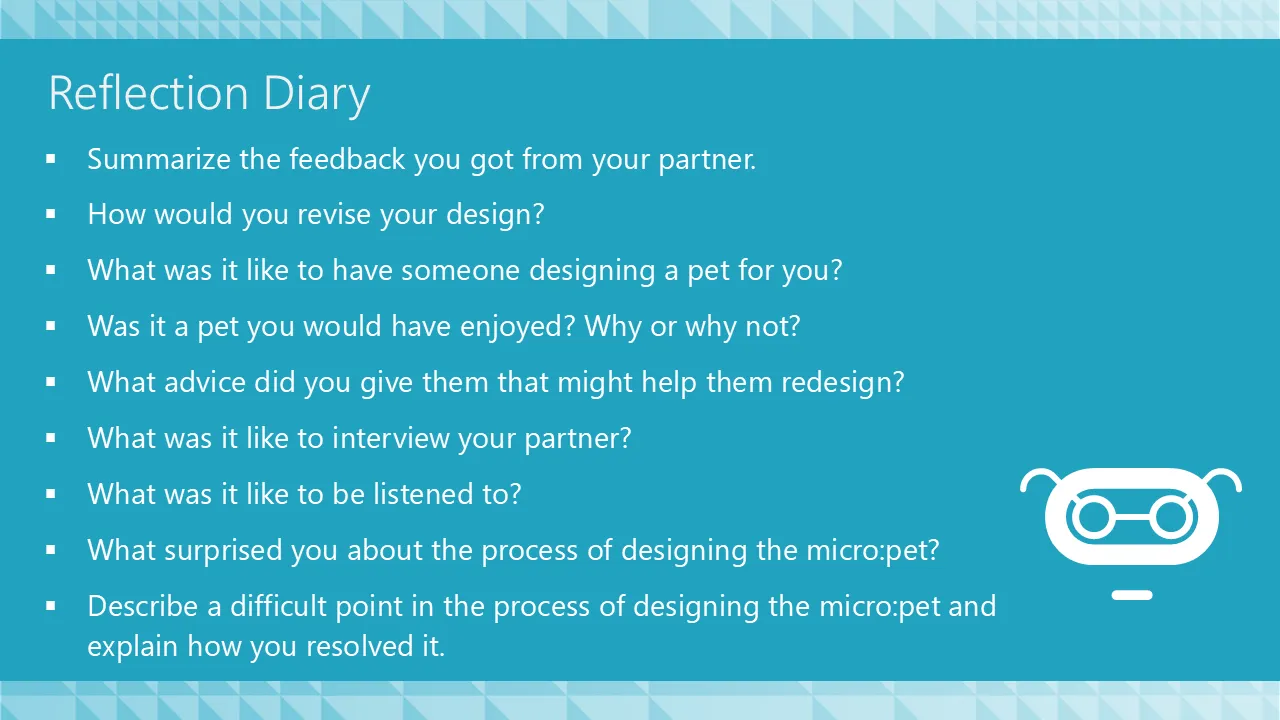 Reflection Diary
▪ Summarize the feedback you got from your partner.
▪ How would you revise your design?
▪ What was it like to have someone designing a pet for you?
▪ Was it a pet you would have enjoyed? Why or why not?
▪ What advice did you give them that might help them redesign?
▪ What was it like to interview your partner?
▪ What was it like to be listened to?
▪ What surprised you about the process of designing the micro:pet?
▪ Describe a difficult point in the process of designing the micro:pet and
explain how you resolved it.